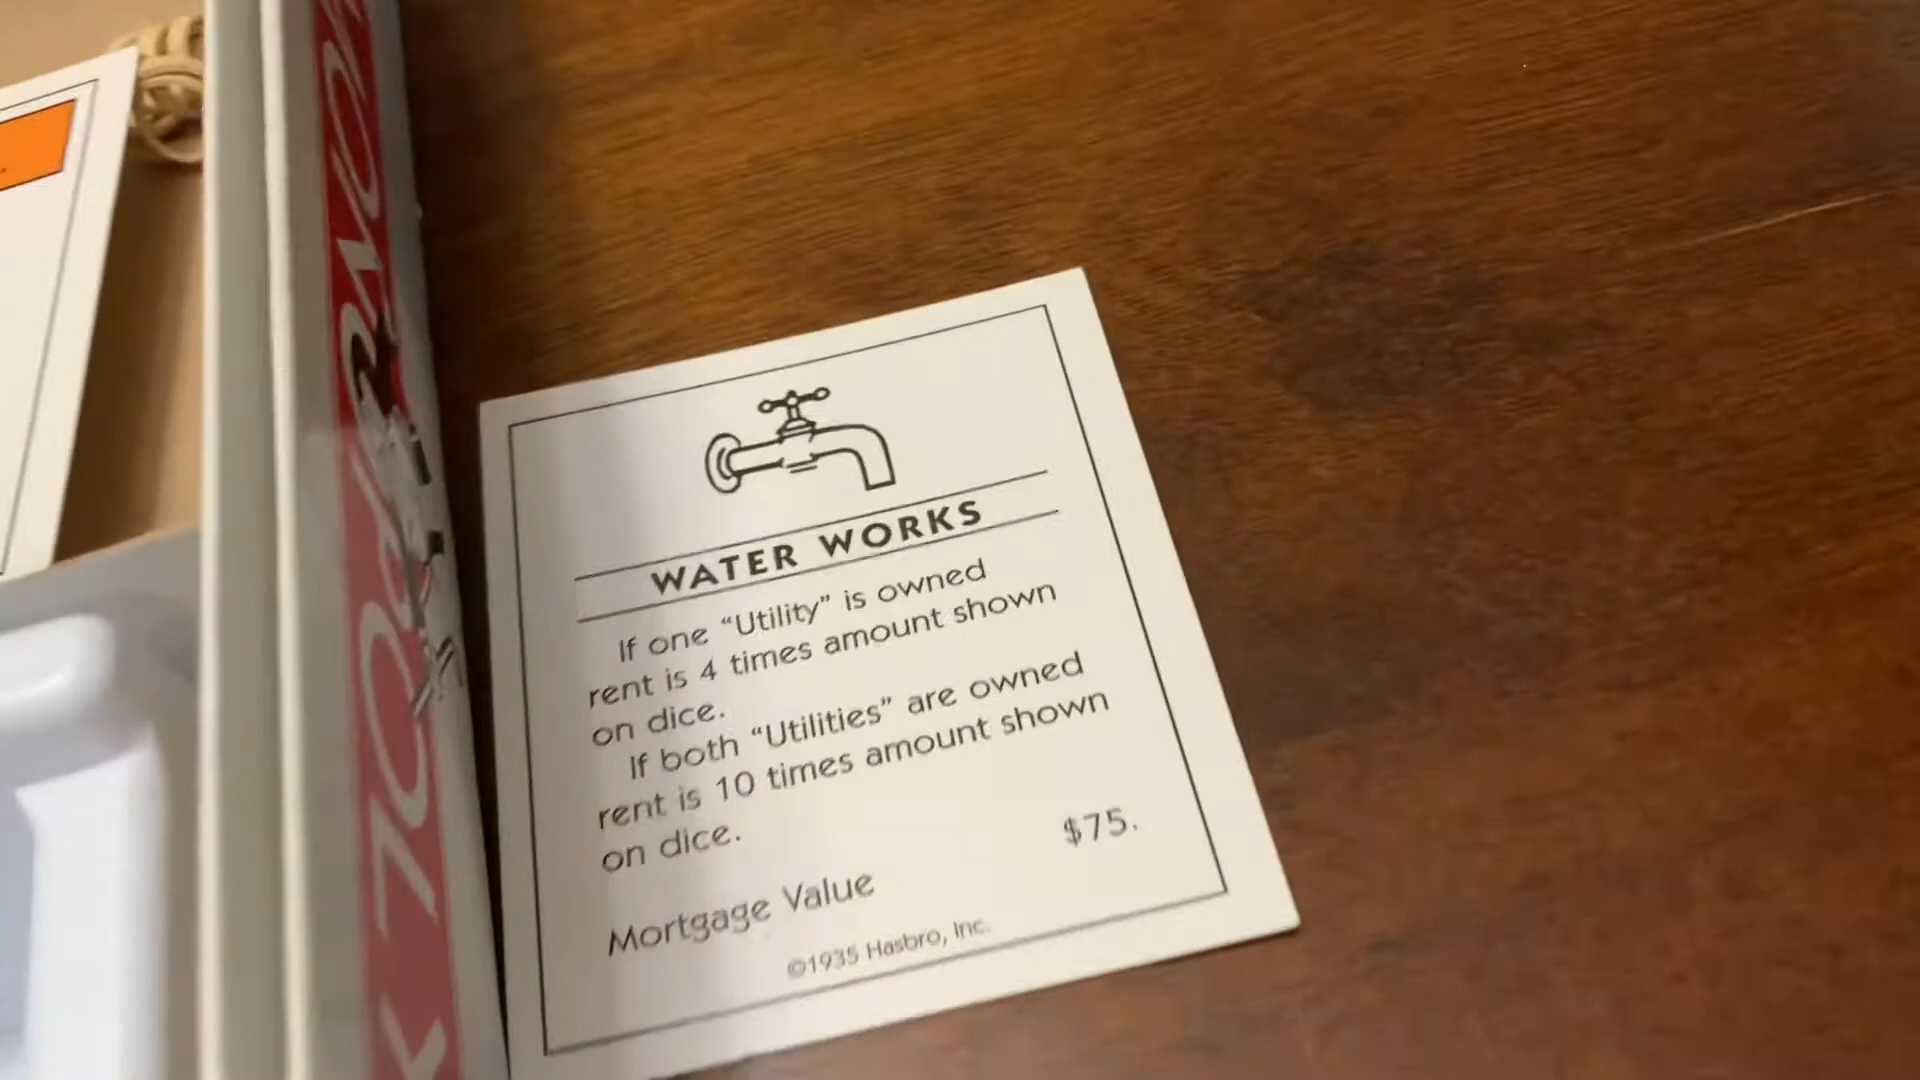 WATER WORKS
If one “Utility” is owned
rent is 4 times amount shown
on dice.
If both “Utilities” are owned
rent is 10 times amount shown
on dice.
Mortgage Value $75.
©1935 Hasbro, Inc.